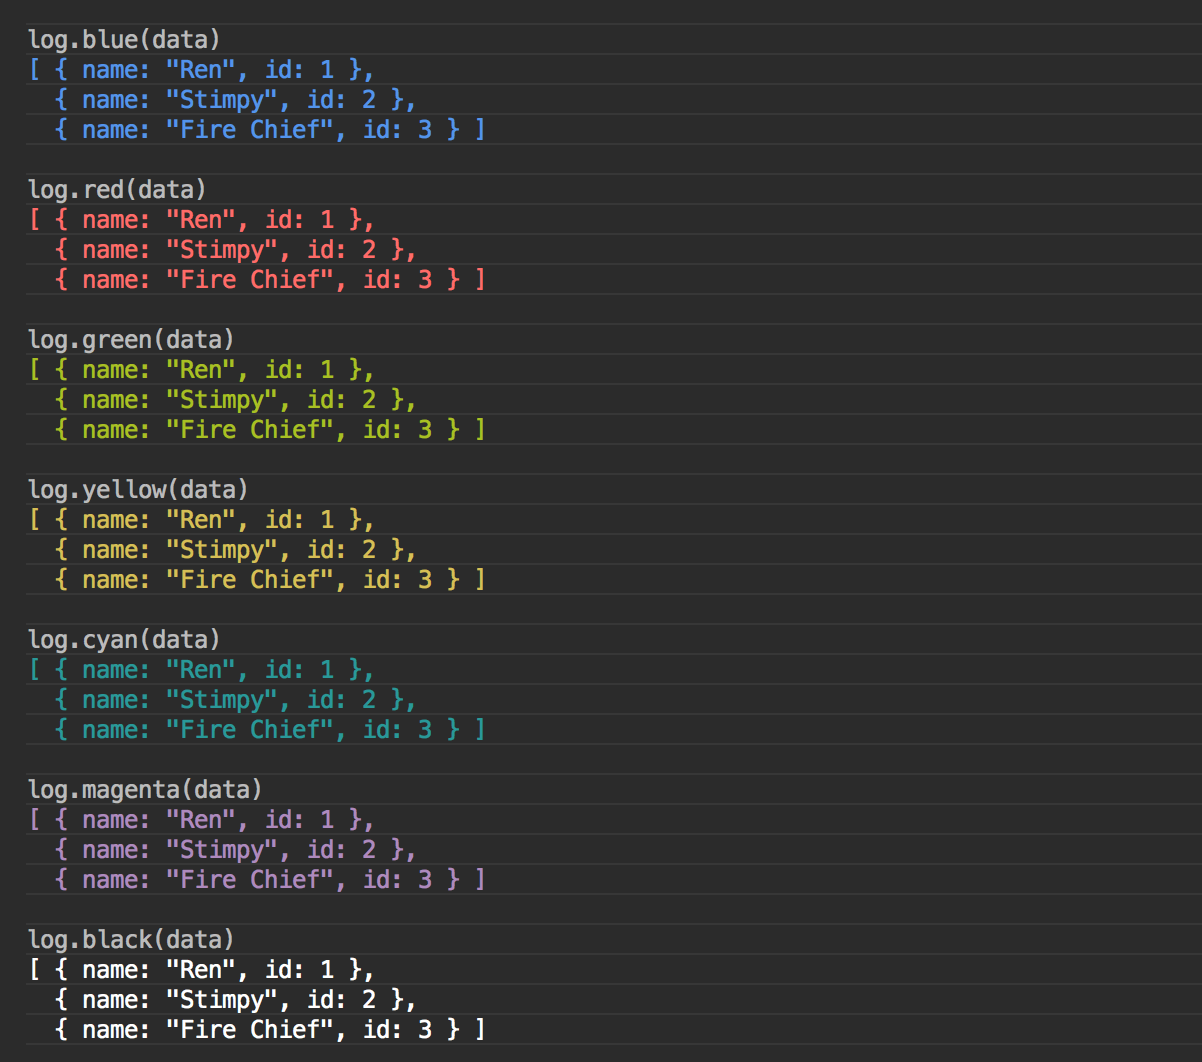 log.blue(data)
[ { name: "Ren", id: 1 },
  { name: "Stimpy", id: 2 },
  { name: "Fire Chief", id: 3 } ]
log.red(data)
[ { name: "Ren", id: 1 },
  { name: "Stimpy", id: 2 },
  { name: "Fire Chief", id: 3 } ]
log.green(data)
[ { name: "Ren", id: 1 },
  { name: "Stimpy", id: 2 },
  { name: "Fire Chief", id: 3 } ]
log.yellow(data)
[ { name: "Ren", id: 1 },
  { name: "Stimpy", id: 2 },
  { name: "Fire Chief", id: 3 } ]
log.cyan(data)
[ { name: "Ren", id: 1 },
  { name: "Stimpy", id: 2 },
  { name: "Fire Chief", id: 3 } ]
log.magenta(data)
[ { name: "Ren", id: 1 },
  { name: "Stimpy", id: 2 },
  { name: "Fire Chief", id: 3 } ]
log.black(data)
[ { name: "Ren", id: 1 },
  { name: "Stimpy", id: 2 },
  { name: "Fire Chief", id: 3 } ]